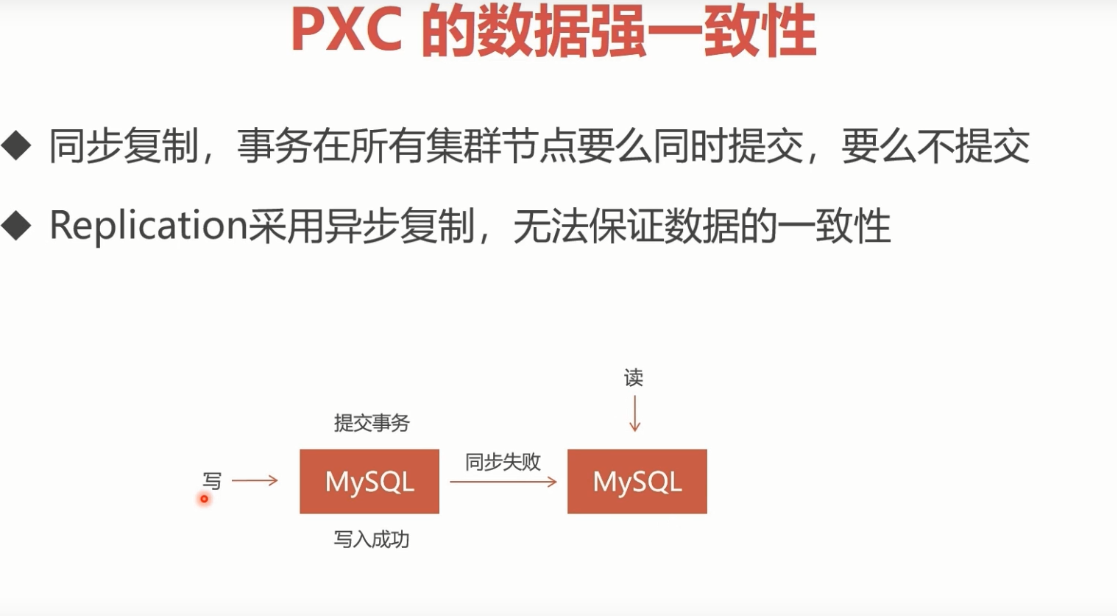 PXC 的数据强一致性
同步复制，事务在所有集群节点要么同时提交，要么不提交
Replication采用异步复制，无法保证数据的一致性
读
提交事务
写
MySQL
同步失败
MySQL
写入成功